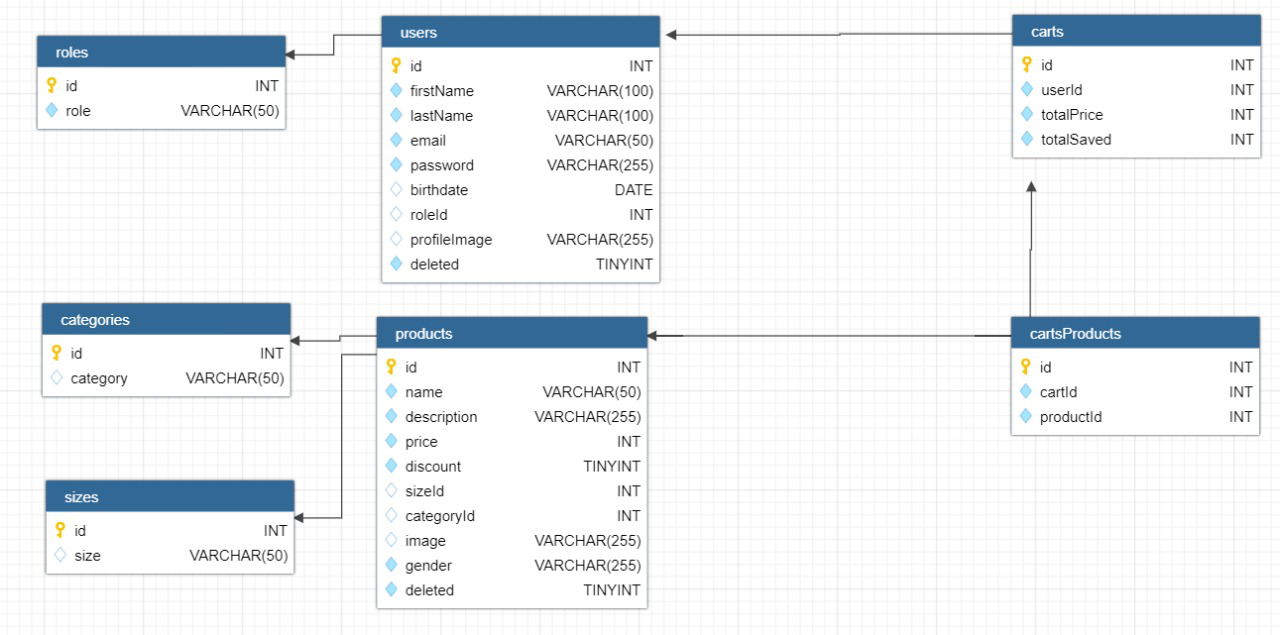 roles
id INT
role VARCHAR(50)
users
id INT
firstName VARCHAR(100)
lastName VARCHAR(100)
email VARCHAR(50)
password VARCHAR(255)
birthdate DATE
roleId INT
profileImage VARCHAR(255)
deleted TINYINT
carts
id INT
userId INT
totalPrice INT
totalSaved INT
categories
id INT
category VARCHAR(50)
sizes
id INT
size VARCHAR(50)
products
id INT
name VARCHAR(50)
description VARCHAR(255)
price INT
discount TINYINT
sizeId INT
categoryId INT
image VARCHAR(255)
gender VARCHAR(255)
deleted TINYINT
cartsProducts
id INT
cartId INT
productId INT